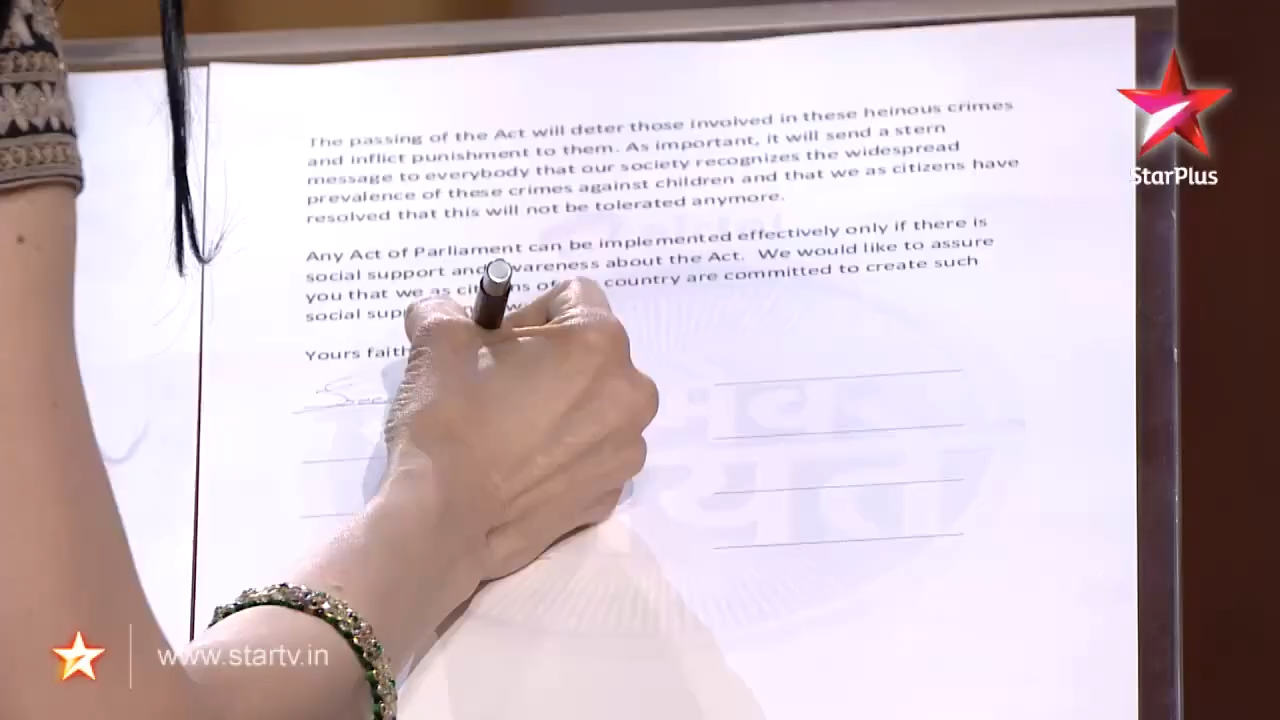 The passing of the Act will deter those involved in these heinous crimes
and inflict punishment to them. As important, it will send a stern
message to everybody that our society recognizes the widespread
prevalence of these crimes against children and that we as citizens have
resolved that this will not be tolerated anymore.
Any Act of Parliament can be implemented effectively only if there is
social support and wareness about the Act. We would like to assure
you that we as ci ns of country are committed to create such
social sup
Yours faith
StarPlus
www.startv.in